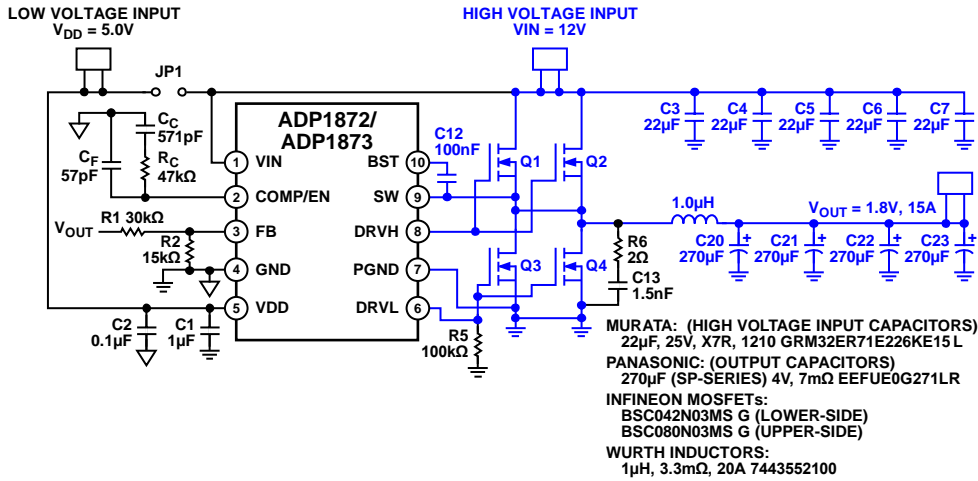 LOW VOLTAGE INPUT
VDD = 5.0V
HIGH VOLTAGE INPUT
VIN = 12V
JP1
CC
571pF
CF
57pF
RC
47kΩ
VOUT
R1 30kΩ
R2
15kΩ
C2
0.1µF
C1
1µF
ADP1872/
ADP1873
1 VIN
2 COMP/EN
3 FB
4 GND
5 VDD
BST 10
SW 9
DRVH 8
PGND 7
DRVL 6
C12
100nF
Q1
Q2
Q3
Q4
R5
100kΩ
R6
2Ω
C13
1.5nF
1.0µH
C3
22µF
C4
22µF
C5
22µF
C6
22µF
C7
22µF
VOUT = 1.8V, 15A
C20
270µF
+
C21
270µF
+
C22
270µF
+
C23
270µF
+
MURATA: (HIGH VOLTAGE INPUT CAPACITORS)
22µF, 25V, X7R, 1210 GRM32ER71E226KE15L
PANASONIC: (OUTPUT CAPACITORS)
270µF (SP-SERIES) 4V, 7mΩ EEFUE0G271LR
INFINEON MOSFETs:
BSC042N03MS G (LOWER-SIDE)
BSC080N03MS G (UPPER-SIDE)
WURTH INDUCTORS:
1µH, 3.3mΩ, 20A 7443552100